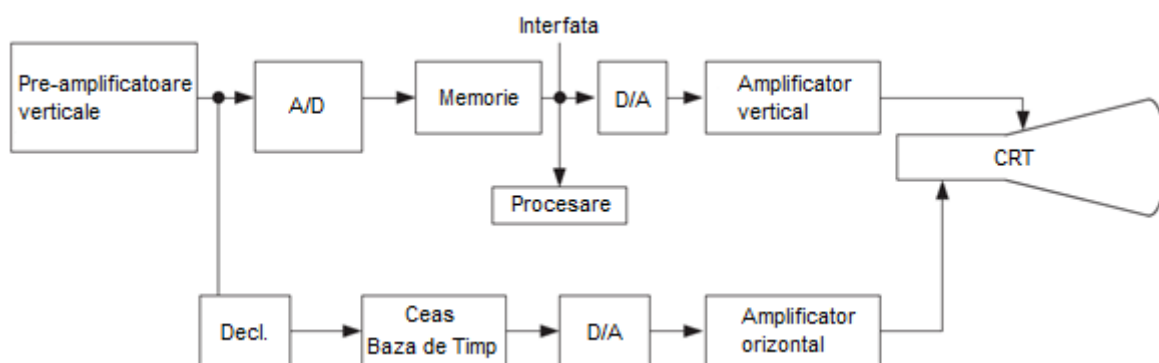 Interfata
Pre-amplificatoare
verticale
A/D
Memorie
D/A
Amplificator
vertical
CRT
Procesare
Decl.
Ceas
Baza de Timp
D/A
Amplificator
orizontal